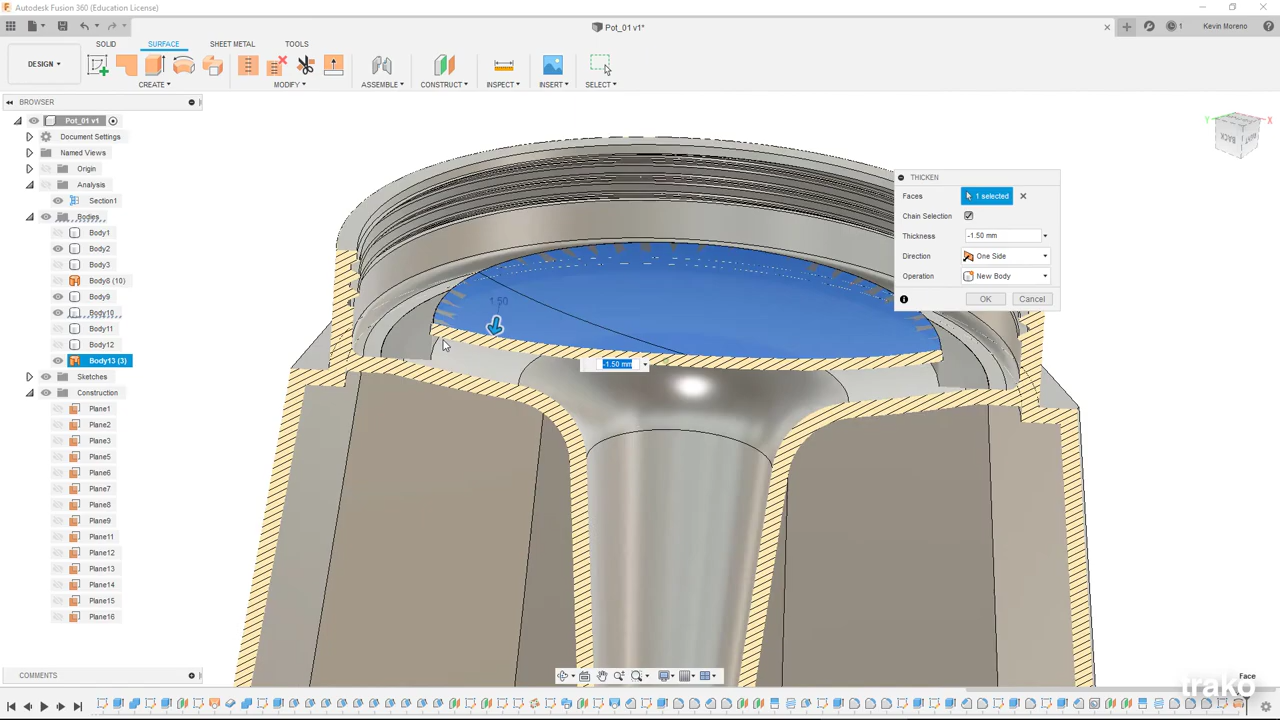 Autodesk Fusion 360 (Education License)
Pot_01 v1*
1
Kevin Moreno
SOLID SURFACE SHEET METAL TOOLS
DESIGN
CREATE MODIFY ASSEMBLE CONSTRUCT INSPECT INSERT SELECT
BROWSER
Pot_01 v1
Document Settings
Named Views
Origin
Analysis
Section1
Bodies
Body1
Body2
Body3
Body8 (10)
Body9
Body10
Body11
Body12
Body13 (3)
Sketches
Construction
Plane1
Plane2
Plane3
Plane5
Plane6
Plane7
Plane8
Plane9
Plane11
Plane12
Plane13
Plane14
Plane15
Plane16
COMMENTS
THICKEN
Faces 1 selected
Chain Selection
Thickness -1.50 mm
Direction One Side
Operation New Body
OK Cancel
1.50
-1.50 mm
Y X
Face
trako